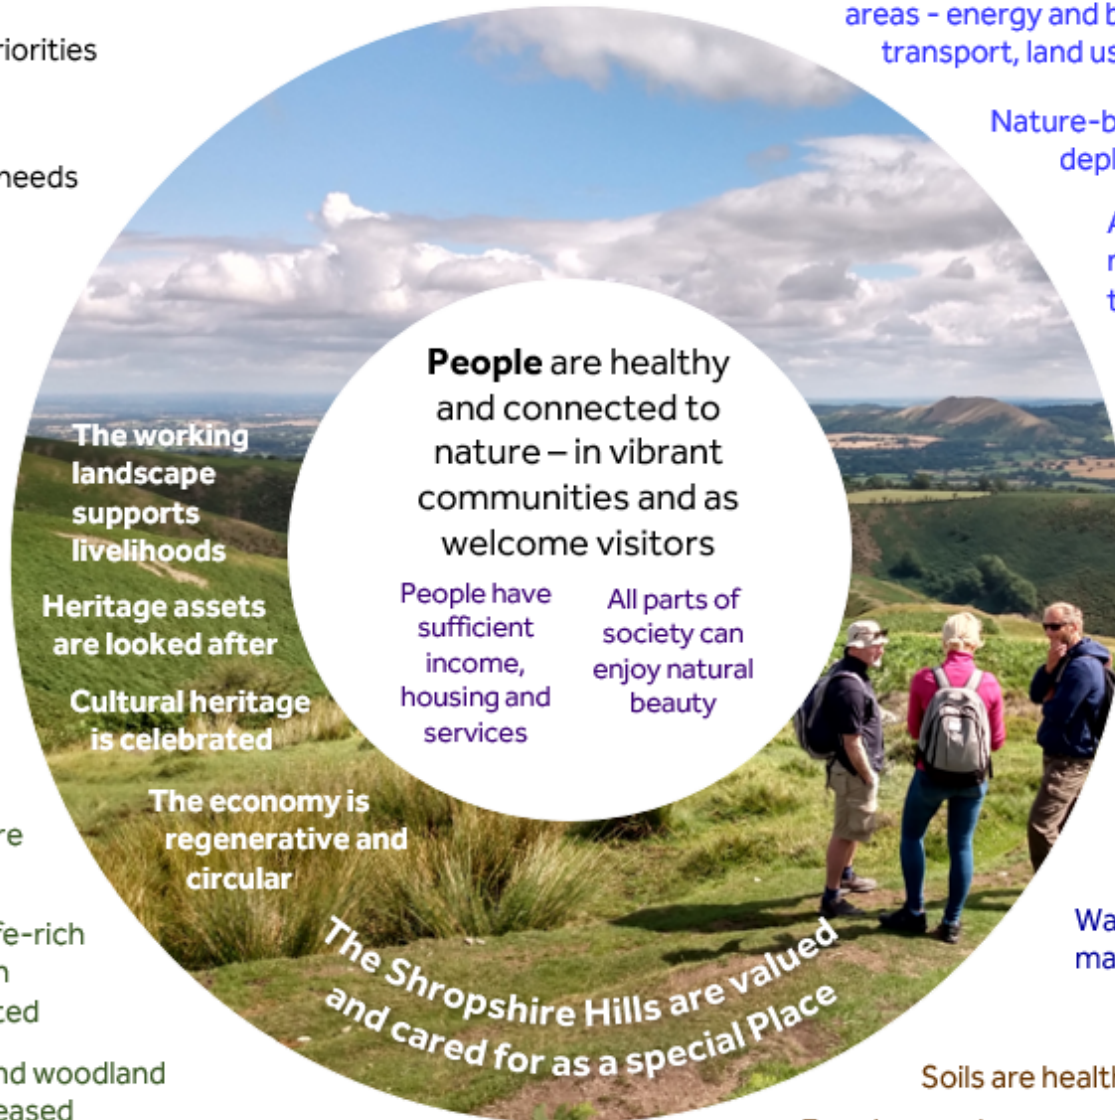 areas - energy and b
transport, land us
riorities
Nature-b
depl
needs
People are healthy
and connected to
nature – in vibrant
communities and as
welcome visitors
People have
sufficient
income,
housing and
services
All parts of
society can
enjoy natural
beauty
The working
landscape
supports
livelihoods
Heritage assets
are looked after
Cultural heritage
is celebrated
The economy is
regenerative and
circular
The Shropshire Hills are valued
and cared for as a special Place
re
fe-rich
ted
nd woodland
eased
Wa
ma
Soils are health